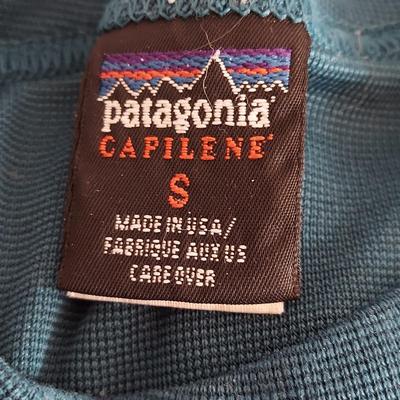 patagonia
CAPILENE
S
MADE IN USA/
FABRIQUE AUX US
CARE OVER